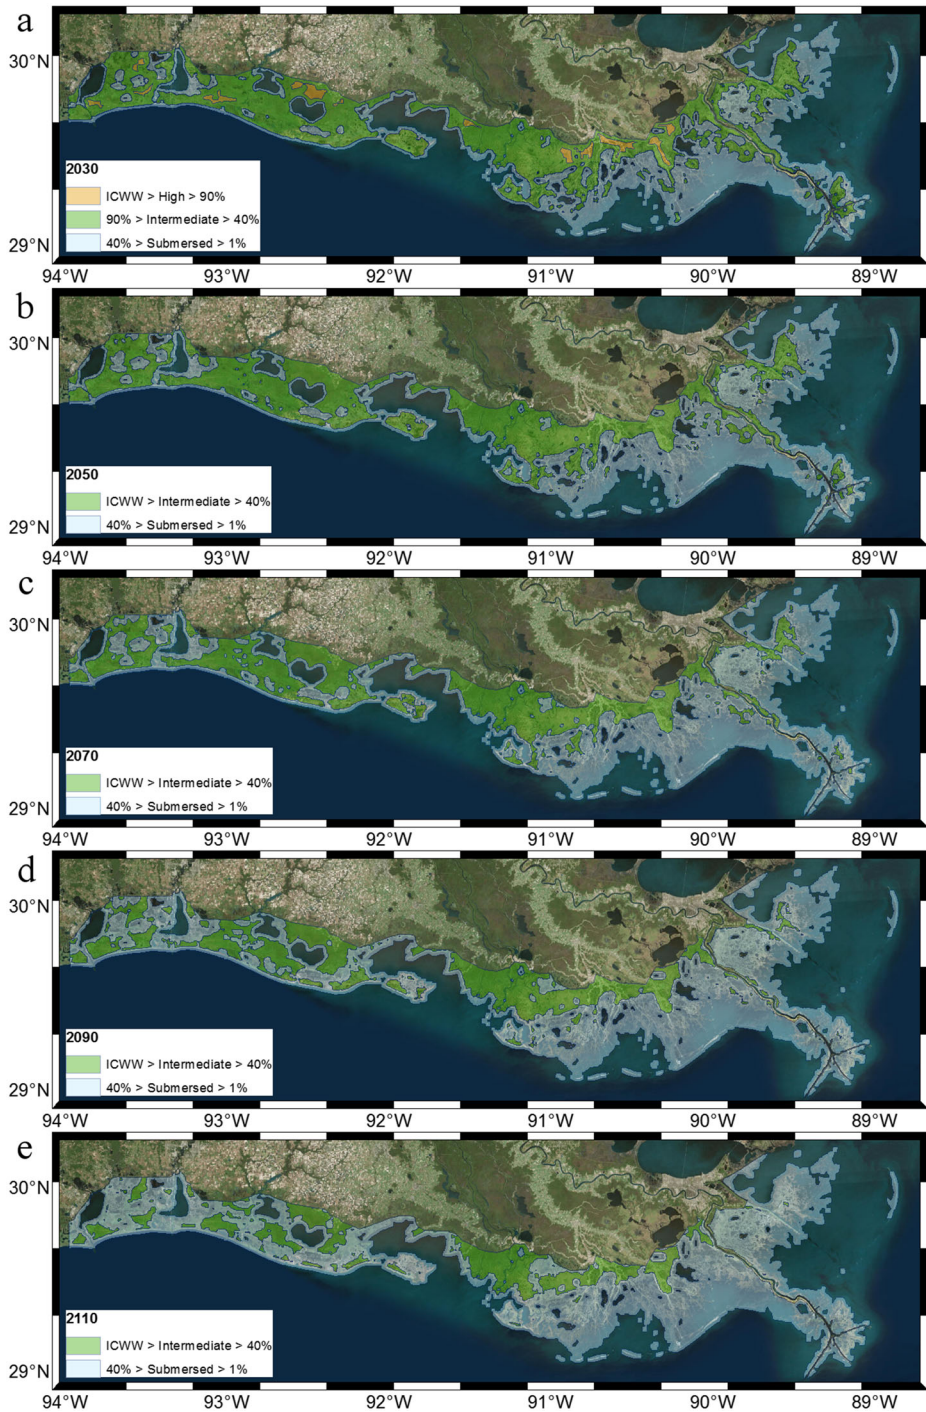 a
30°N
2030
ICWW > High > 90%
90% > Intermediate > 40%
40% > Submersed > 1%
29°N
94°W 93°W 92°W 91°W 90°W 89°W
b
30°N
2050
ICWW > Intermediate > 40%
40% > Submersed > 1%
29°N
94°W 93°W 92°W 91°W 90°W 89°W
c
30°N
2070
ICWW > Intermediate > 40%
40% > Submersed > 1%
29°N
94°W 93°W 92°W 91°W 90°W 89°W
d
30°N
2090
ICWW > Intermediate > 40%
40% > Submersed > 1%
29°N
94°W 93°W 92°W 91°W 90°W 89°W
e
30°N
2110
ICWW > Intermediate > 40%
40% > Submersed > 1%
29°N
94°W 93°W 92°W 91°W 90°W 89°W